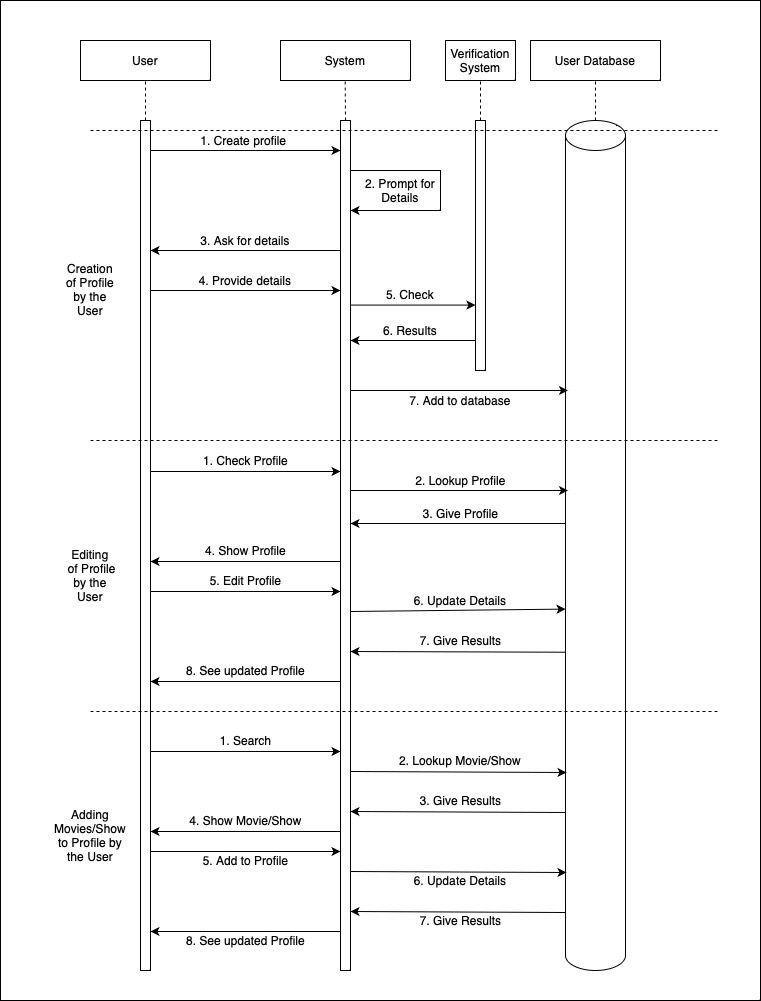 User
System
Verification
System
User Database
1. Create profile
2. Prompt for
Details
3. Ask for details
Creation
of Profile
by the
User
4. Provide details
5. Check
6. Results
7. Add to database
1. Check Profile
2. Lookup Profile
3. Give Profile
Editing
of Profile
by the
User
4. Show Profile
5. Edit Profile
6. Update Details
7. Give Results
8. See updated Profile
1. Search
2. Lookup Movie/Show
3. Give Results
Adding
Movies/Show
to Profile by
the User
4. Show Movie/Show
5. Add to Profile
6. Update Details
7. Give Results
8. See updated Profile